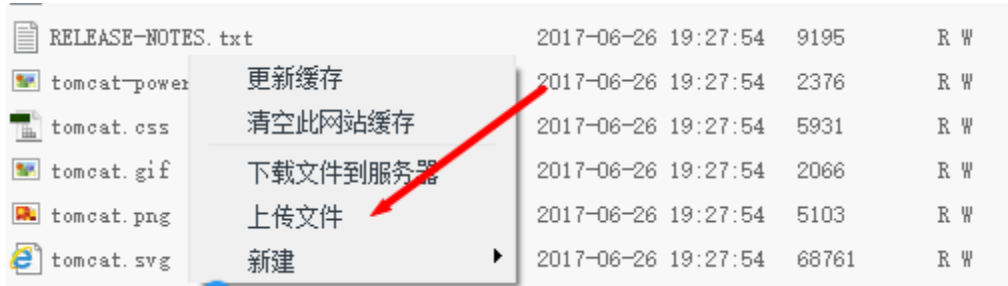 RELEASE-NOTES.txt 2017-06-26 19:27:54 9195 R W
tomcat-power 更新缓存 2017-06-26 19:27:54 2376 R W
tomcat.css 清空此网站缓存 2017-06-26 19:27:54 5931 R W
tomcat.gif 下载文件到服务器 2017-06-26 19:27:54 2066 R W
tomcat.png 上传文件 2017-06-26 19:27:54 5103 R W
tomcat.svg 新建 2017-06-26 19:27:54 68761 R W